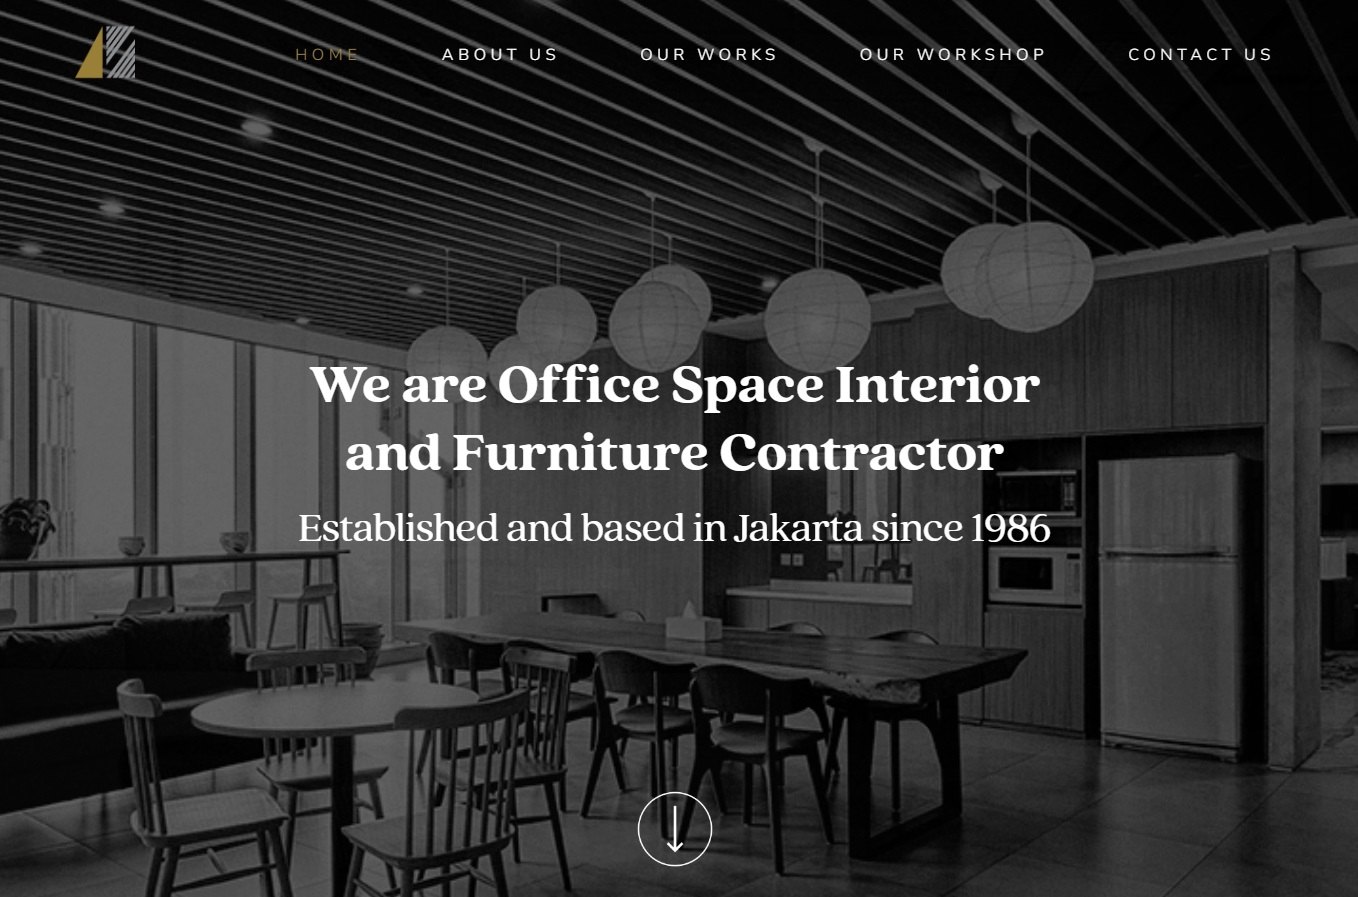 HOME
ABOUT US
OUR WORKS
OUR WORKSHOP
CONTACT US
We are Office Space Interior
and Furniture Contractor
Established and based in Jakarta since 1986